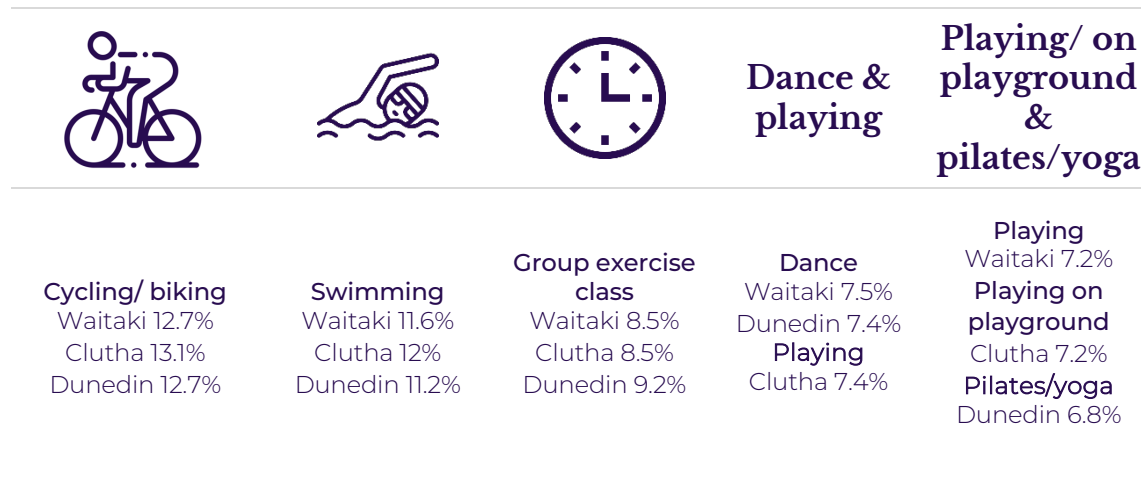 Dance &
playing
Playing/ on
playground
&
pilates/yoga
Cycling/ biking
Waitaki 12.7%
Clutha 13.1%
Dunedin 12.7%
Swimming
Waitaki 11.6%
Clutha 12%
Dunedin 11.2%
Group exercise
class
Waitaki 8.5%
Clutha 8.5%
Dunedin 9.2%
Dance
Waitaki 7.5%
Dunedin 7.4%
Playing
Clutha 7.4%
Playing
Waitaki 7.2%
Playing on
playground
Clutha 7.2%
Pilates/yoga
Dunedin 6.8%